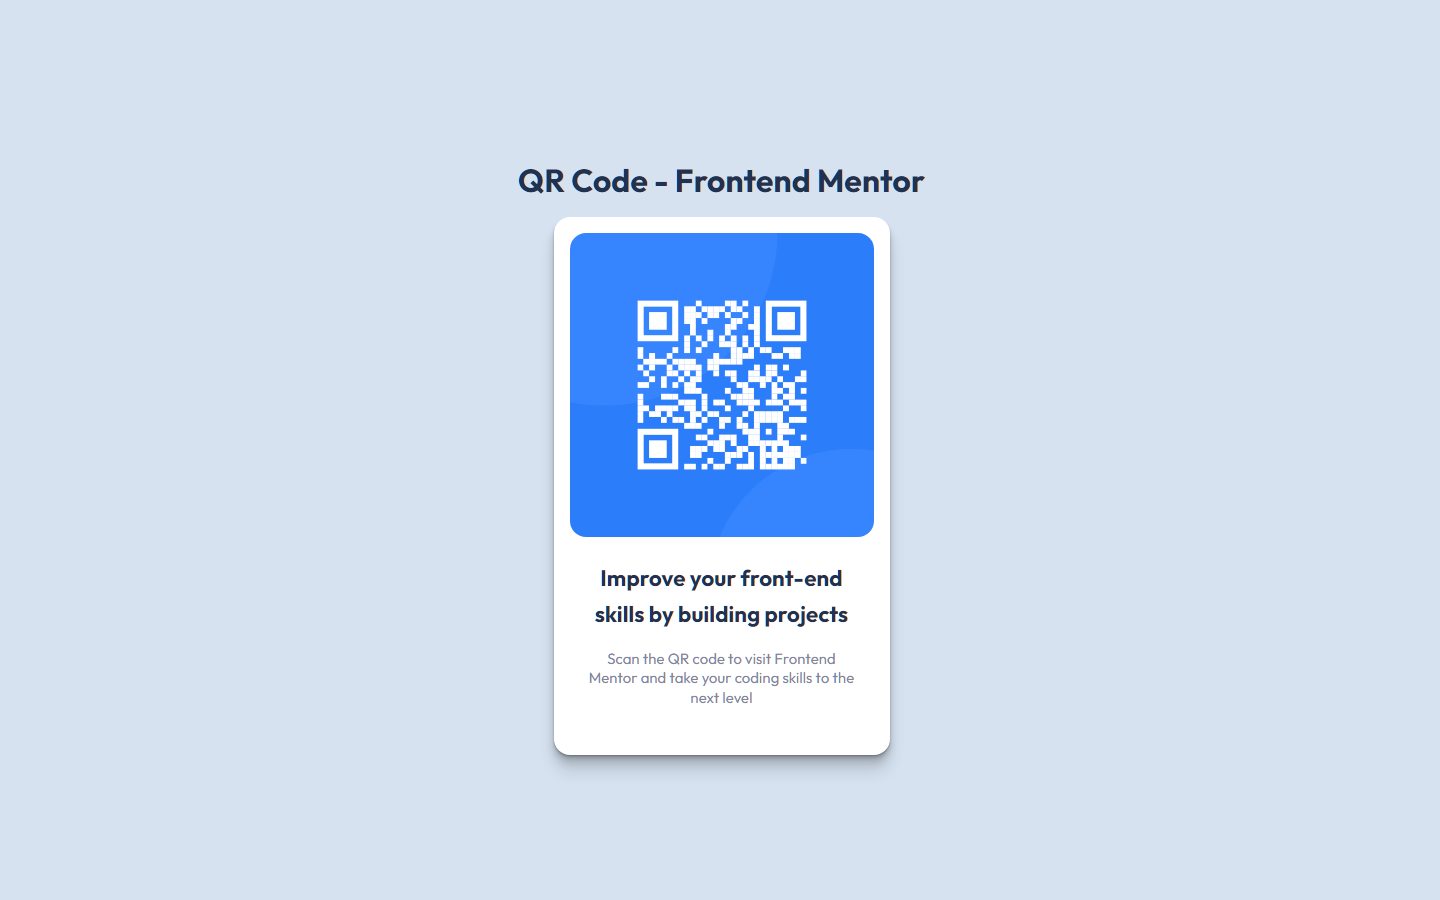 QR Code - Frontend Mentor
Improve your front-end
skills by building projects
Scan the QR code to visit Frontend
Mentor and take your coding skills to the
next level